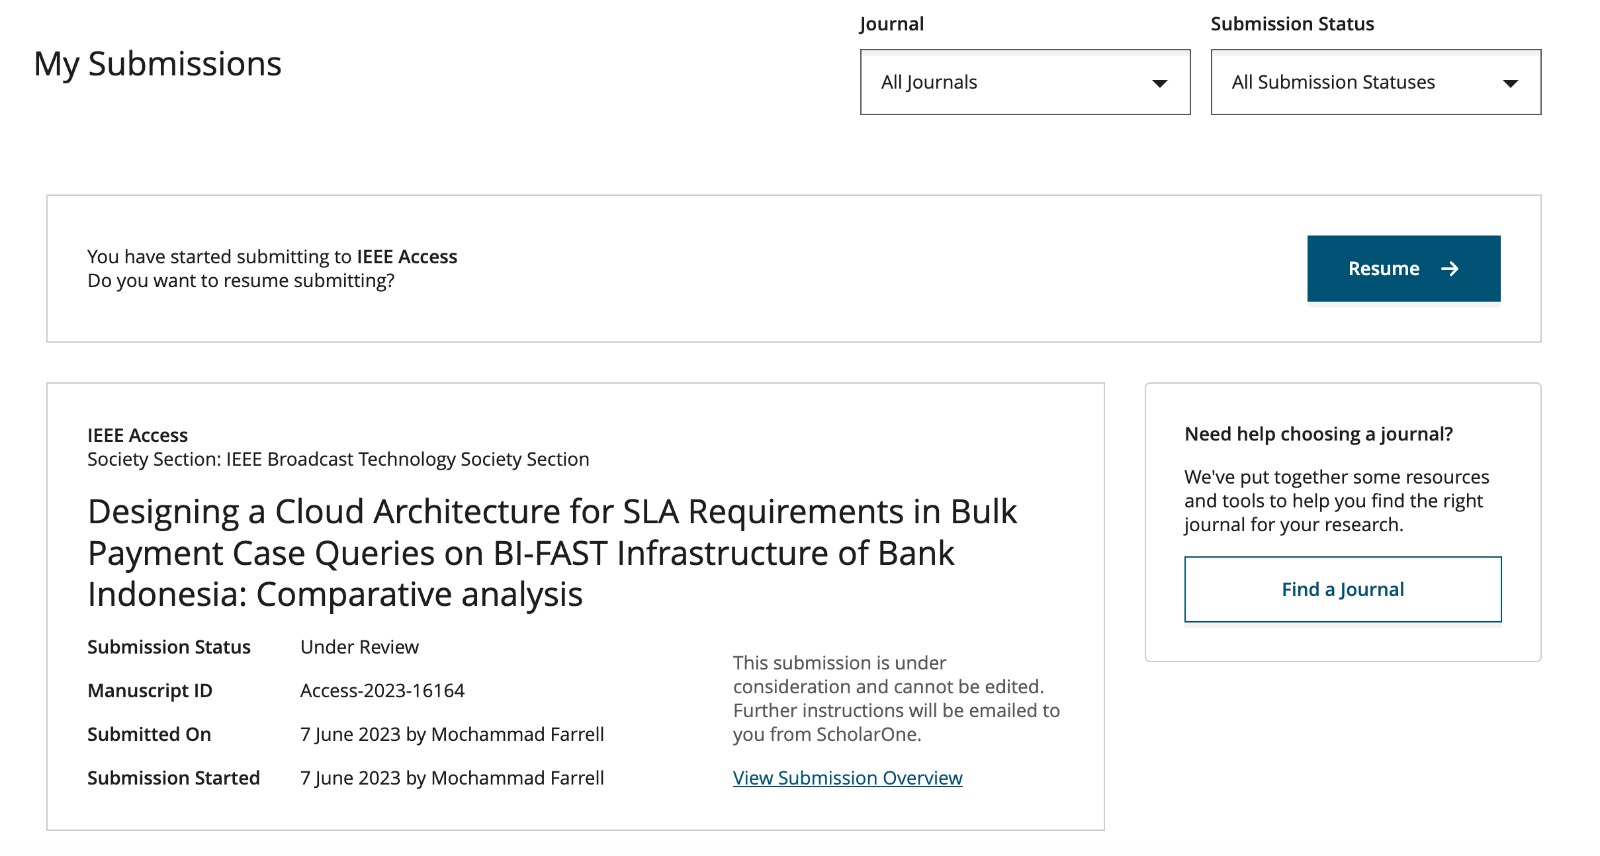 My Submissions
Journal
All Journals
Submission Status
All Submission Statuses
You have started submitting to IEEE Access
Do you want to resume submitting?
Resume →
IEEE Access
Society Section: IEEE Broadcast Technology Society Section
Designing a Cloud Architecture for SLA Requirements in Bulk
Payment Case Queries on BI-FAST Infrastructure of Bank
Indonesia: Comparative analysis
Submission Status Under Review
Manuscript ID Access-2023-16164
Submitted On 7 June 2023 by Mochammad Farrell
Submission Started 7 June 2023 by Mochammad Farrell
This submission is under
consideration and cannot be edited.
Further instructions will be emailed to
you from ScholarOne.
View Submission Overview
Need help choosing a journal?
We've put together some resources
and tools to help you find the right
journal for your research.
Find a Journal